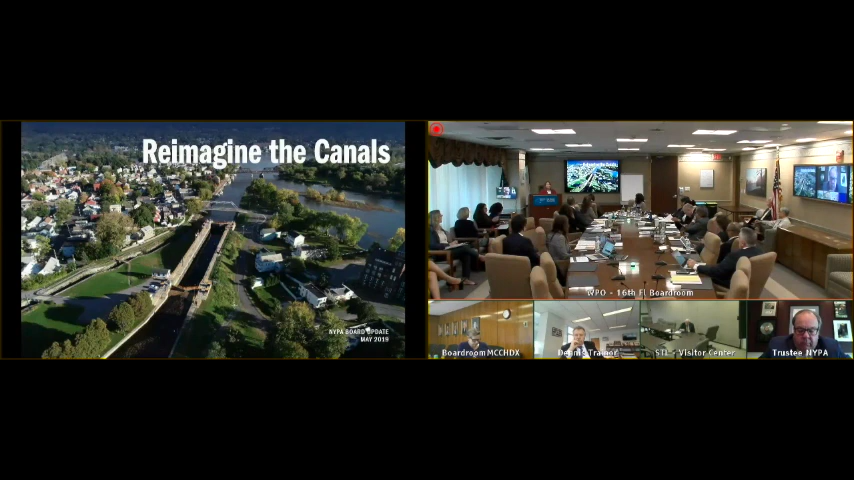 Reimagine the Canals
NYPA BOARD UPDATE
MAY 2019
WPO - 16th Fl Boardroom
Boardroom MCCHDX
Dennis Trainor
STL - Visitor Center
Trustee NYPA